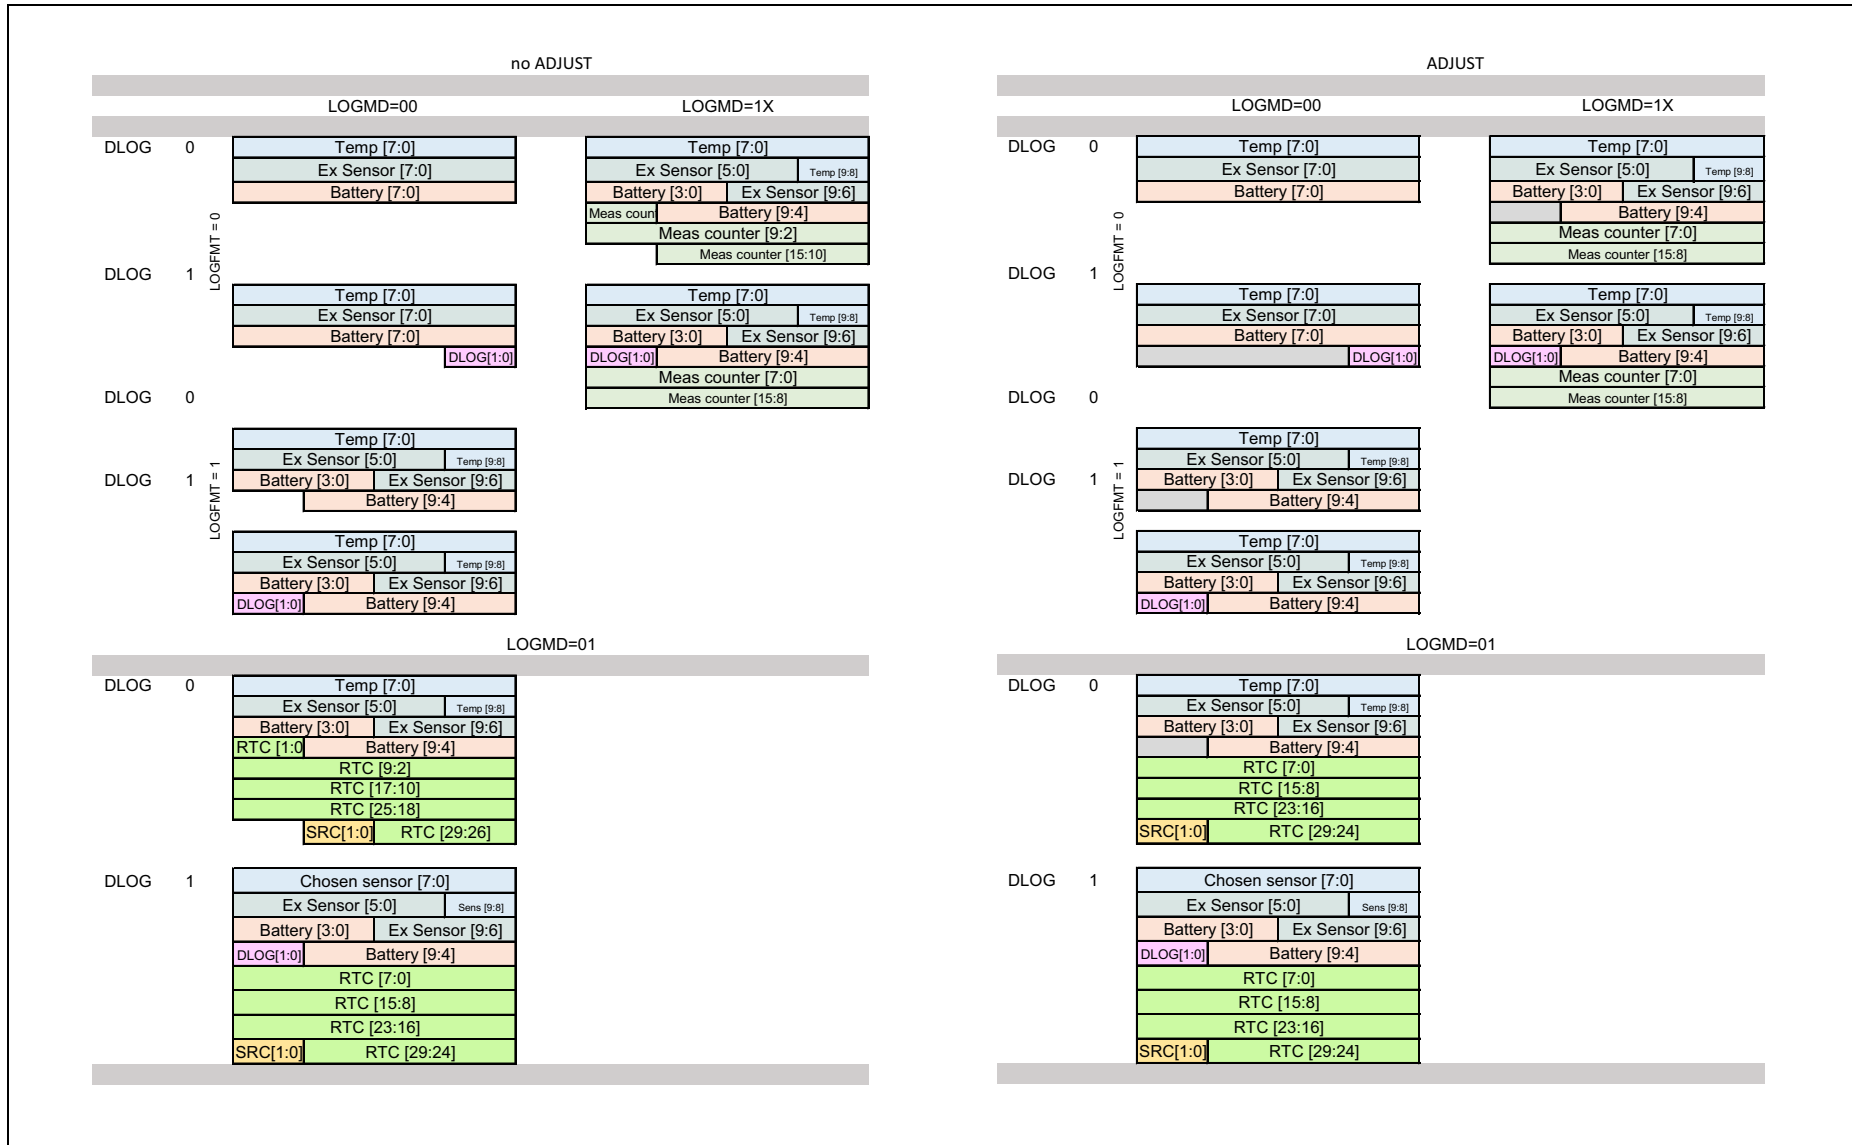 no ADJUST
LOGMD=00 LOGMD=1X
DLOG 0 Temp [7:0] Temp [7:0]
Ex Sensor [7:0] Ex Sensor [5:0] Temp [9:8]
Battery [7:0] Battery [3:0] Ex Sensor [9:6]
Meas coun Battery [9:4]
Meas counter [9:2]
Meas counter [15:10]
LOGFMT = 0
DLOG 1
Temp [7:0] Temp [7:0]
Ex Sensor [7:0] Ex Sensor [5:0] Temp [9:8]
Battery [7:0] Battery [3:0] Ex Sensor [9:6]
DLOG[1:0] DLOG[1:0] Battery [9:4]
Meas counter [7:0]
DLOG 0 Meas counter [15:8]
Temp [7:0]
Ex Sensor [5:0] Temp [9:8]
DLOG 1 Battery [3:0] Ex Sensor [9:6]
Battery [9:4]
LOGFMT = 1
Temp [7:0]
Ex Sensor [5:0] Temp [9:8]
Battery [3:0] Ex Sensor [9:6]
DLOG[1:0] Battery [9:4]
LOGMD=01
DLOG 0 Temp [7:0]
Ex Sensor [5:0] Temp [9:8]
Battery [3:0] Ex Sensor [9:6]
RTC [1:0 Battery [9:4]
RTC [9:2]
RTC [17:10]
RTC [25:18]
SRC[1:0] RTC [29:26]
DLOG 1 Chosen sensor [7:0]
Ex Sensor [5:0] Sens [9:8]
Battery [3:0] Ex Sensor [9:6]
DLOG[1:0] Battery [9:4]
RTC [7:0]
RTC [15:8]
RTC [23:16]
SRC[1:0] RTC [29:24]
ADJUST
LOGMD=00 LOGMD=1X
DLOG 0 Temp [7:0] Temp [7:0]
Ex Sensor [7:0] Ex Sensor [5:0] Temp [9:8]
Battery [7:0] Battery [3:0] Ex Sensor [9:6]
Battery [9:4]
Meas counter [7:0]
Meas counter [15:8]
LOGFMT = 0
DLOG 1
Temp [7:0] Temp [7:0]
Ex Sensor [7:0] Ex Sensor [5:0] Temp [9:8]
Battery [7:0] Battery [3:0] Ex Sensor [9:6]
DLOG[1:0] DLOG[1:0] Battery [9:4]
Meas counter [7:0]
DLOG 0 Meas counter [15:8]
Temp [7:0]
Ex Sensor [5:0] Temp [9:8]
DLOG 1 Battery [3:0] Ex Sensor [9:6]
Battery [9:4]
LOGFMT = 1
Temp [7:0]
Ex Sensor [5:0] Temp [9:8]
Battery [3:0] Ex Sensor [9:6]
DLOG[1:0] Battery [9:4]
LOGMD=01
DLOG 0 Temp [7:0]
Ex Sensor [5:0] Temp [9:8]
Battery [3:0] Ex Sensor [9:6]
Battery [9:4]
RTC [7:0]
RTC [15:8]
RTC [23:16]
SRC[1:0] RTC [29:24]
DLOG 1 Chosen sensor [7:0]
Ex Sensor [5:0] Sens [9:8]
Battery [3:0] Ex Sensor [9:6]
DLOG[1:0] Battery [9:4]
RTC [7:0]
RTC [15:8]
RTC [23:16]
SRC[1:0] RTC [29:24]